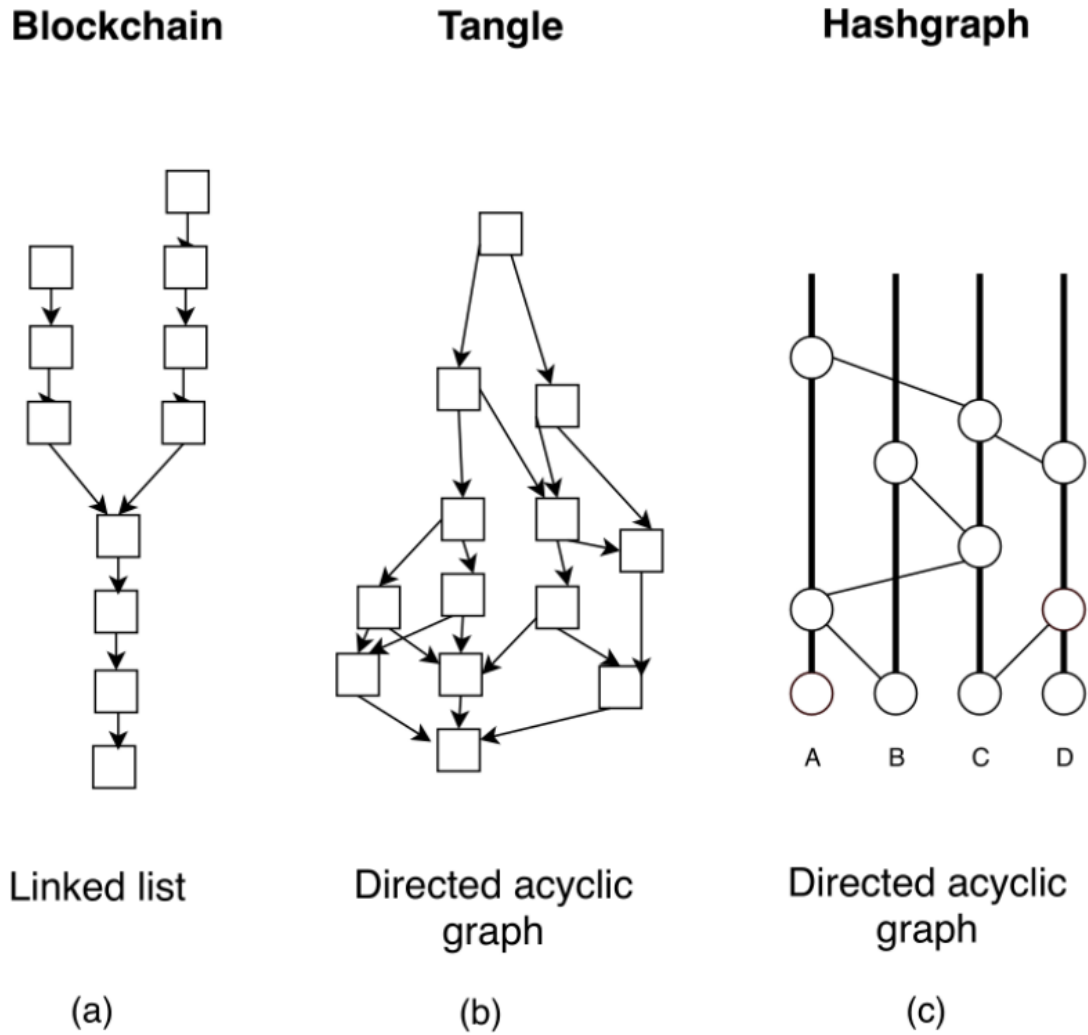 Blockchain
Tangle
Hashgraph
A
B
C
D
Linked list
Directed acyclic
graph
Directed acyclic
graph
(a)
(b)
(c)